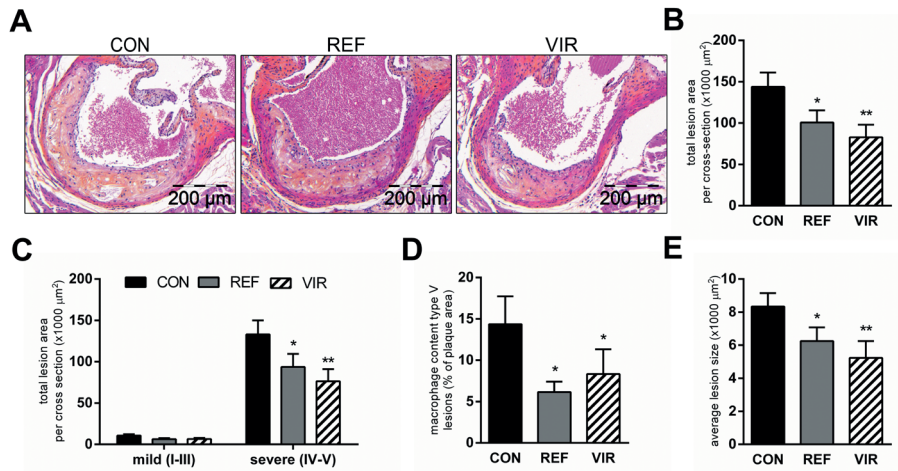 A
CON
REF
VIR
200 µm
200 µm
200 µm
B
total lesion area
per cross-section (x1000 µm²)
200
150
100
50
0
*
**
CON
REF
VIR
C
total lesion area
per cross section (x1000 µm²)
200
150
100
50
0
CON
REF
VIR
*
**
mild (I-III)
severe (IV-V)
D
macrophage content type V
lesions (% of plaque area)
20
15
10
5
0
*
*
CON
REF
VIR
E
average lesion size (x1000 µm²)
10
8
6
4
2
0
*
**
CON
REF
VIR